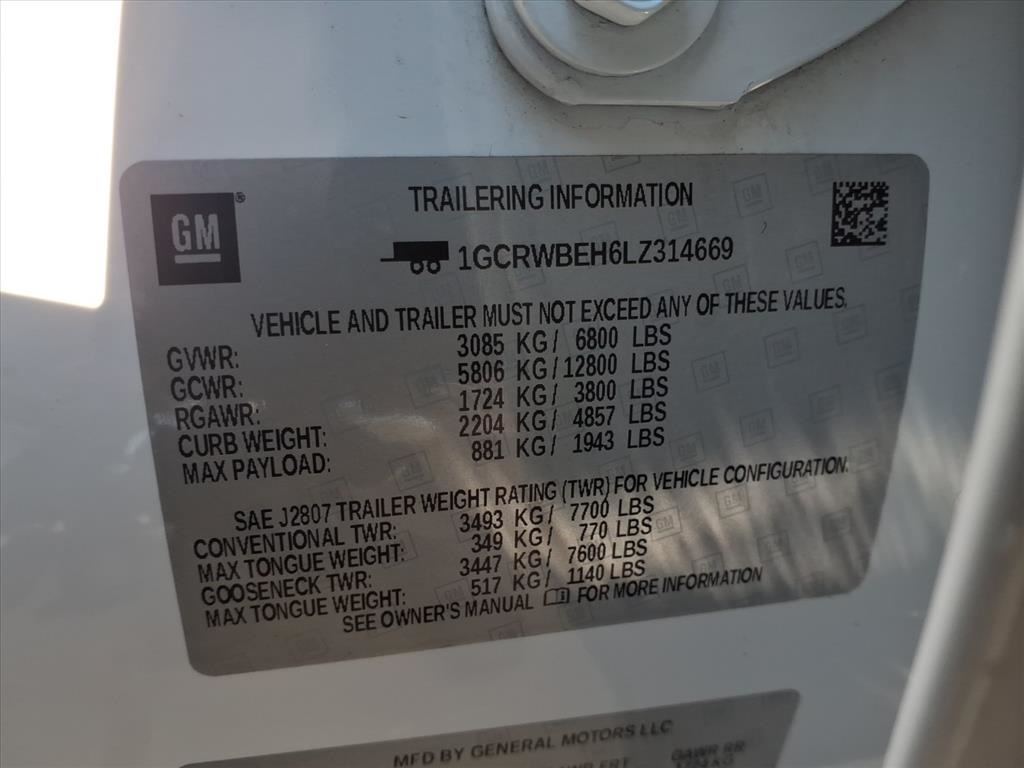 GM ®
TRAILERING INFORMATION
1GCRWBEH6LZ314669
VEHICLE AND TRAILER MUST NOT EXCEED ANY OF THESE VALUES.
GVWR: 3085 KG/ 6800 LBS
GCWR: 5806 KG/ 12800 LBS
RGAWR: 1724 KG/ 3800 LBS
CURB WEIGHT: 2204 KG/ 4857 LBS
MAX PAYLOAD: 881 KG/ 1943 LBS
SAE J2807 TRAILER WEIGHT RATING (TWR) FOR VEHICLE CONFIGURATION.
CONVENTIONAL TWR: 3493 KG/ 7700 LBS
MAX TONGUE WEIGHT: 349 KG/ 770 LBS
GOOSENECK TWR: 3447 KG/ 7600 LBS
MAX TONGUE WEIGHT: 517 KG/ 1140 LBS
SEE OWNER'S MANUAL FOR MORE INFORMATION
MFD BY GENERAL MOTORS LLC
GAWR RR